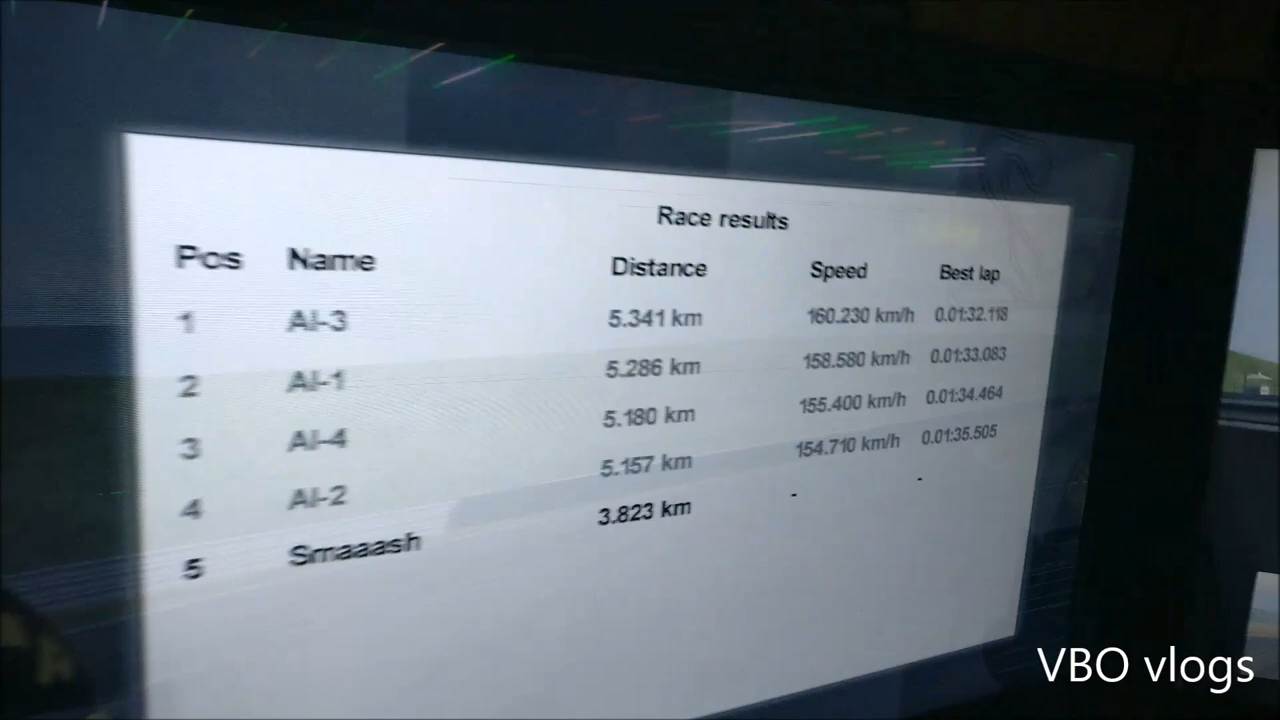 Race results
Pos Name Distance Speed Best lap
1 AI-3 5.341 km 160.230 km/h 0.01:32.118
2 AI-1 5.286 km 158.580 km/h 0.01:33.083
3 AI-4 5.180 km 155.400 km/h 0.01:34.464
4 AI-2 5.157 km 154.710 km/h 0.01:35.505
5 Smaaash 3.823 km - -
VBO vlogs